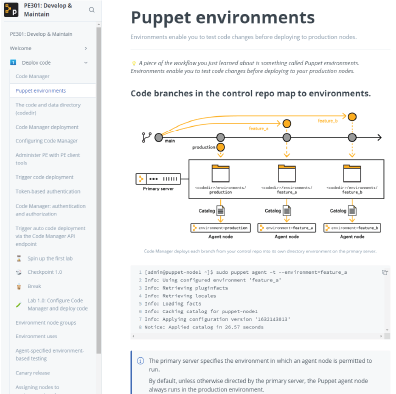 PE301: Develop & Maintain
PE301: Develop & Maintain
Welcome
Deploy code
Code Manager
Puppet environments
The code and data directory (codedir)
Code Manager deployment
Configuring Code Manager
Administer PE with PE client tools
Trigger code deployment
Token-based authentication
Code Manager: authentication and authorization
Trigger auto code deployment via the Code Manager API endpoint
Spin up the first lab
Checkpoint 1.0
Break
Lab 1.0: Configure Code Manager and deploy code
Environment node groups
Environment uses
Agent-specified environment-based testing
Canary release
Assigning nodes to
Puppet environments
Environments enable you to test code changes before deploying to production nodes.
A piece of the workflow you just learned about is something called Puppet environments. Environments enable you to test code changes before deploying to your production nodes.
Code branches in the control repo map to environments.
feature_b
feature_a
main
production
Primary server
<codedir>/environments/
production
<codedir>/environments/
feature_a
<codedir>/environments/
feature_b
Catalog
Catalog
Catalog
environment=production
environment=feature_a
environment=feature_b
Agent node
Agent node
Agent node
Code Manager deploys each branch from your control repo into its own directory environment on the primary server.
1 [admin@puppet-node1 ~]$ sudo puppet agent -t --environment=feature_a
2 Info: Using configured environment 'feature_a'
3 Info: Retrieving pluginfacts
4 Info: Retrieving plugin
5 Info: Retrieving locales
6 Info: Loading facts
7 Info: Caching catalog for puppet-node1
8 Info: Applying configuration version
9 Notice: Applied catalog in 20.57 seconds
The primary server specifies the environment in which an agent node is permitted to run.
By default, unless otherwise directed by the primary server, the Puppet agent node always runs in the production environment.